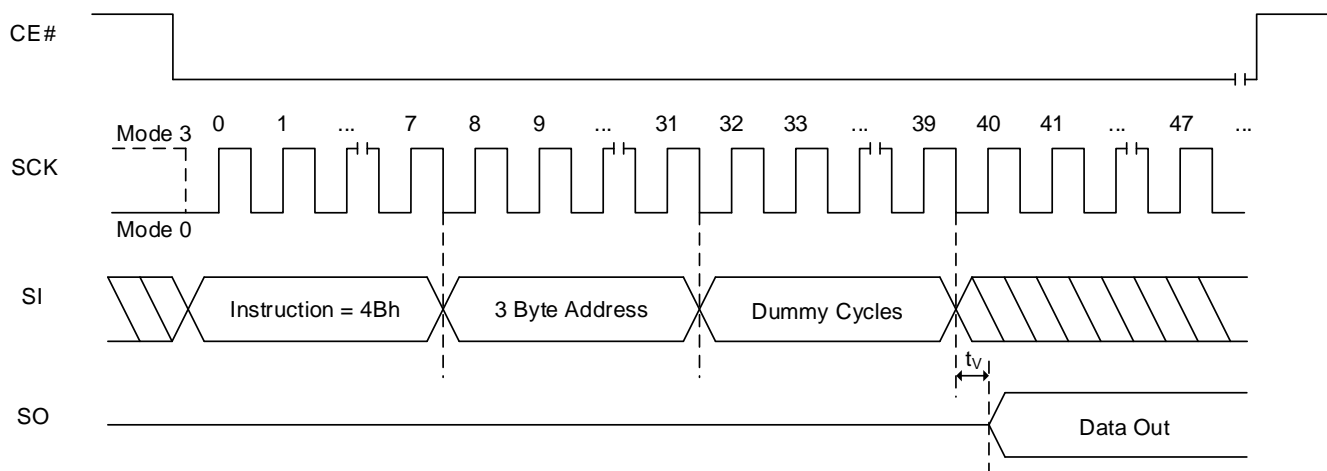 CE#
Mode 3
0 1 ... 7 8 9 ... 31 32 33 ... 39 40 41 ... 47 ...
SCK
Mode 0
SI
Instruction = 4Bh
3 Byte Address
Dummy Cycles
tV
SO
Data Out